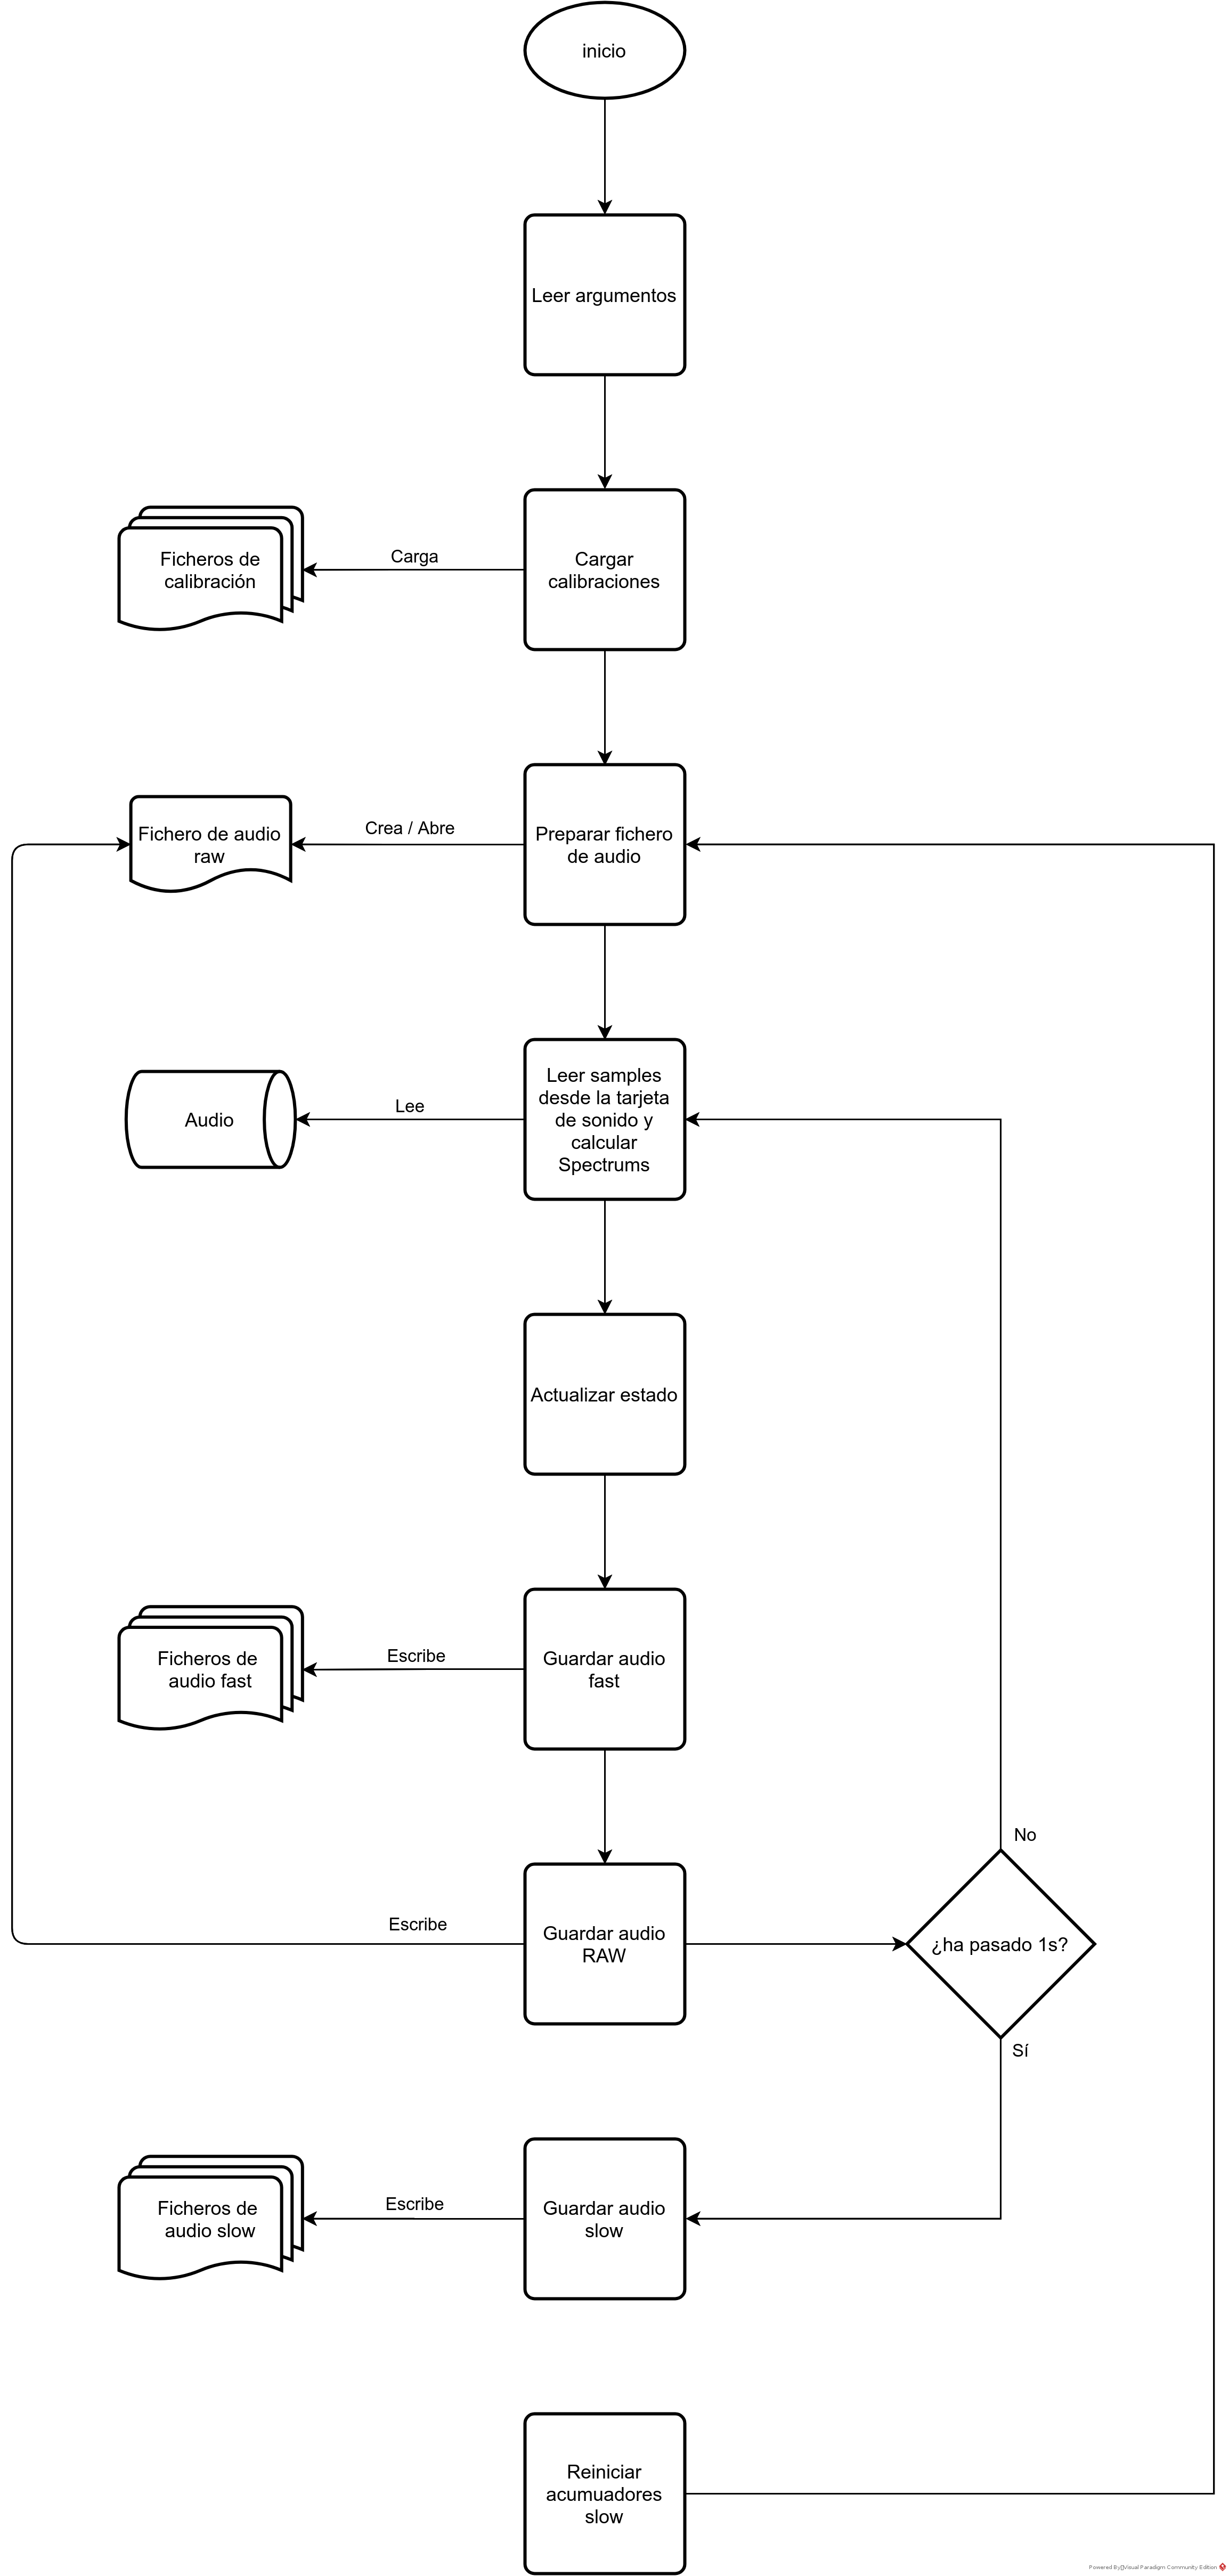 inicio
Leer argumentos
Ficheros de
calibración
Carga
Cargar
calibraciones
Fichero de audio
raw
Crea / Abre
Preparar fichero
de audio
Audio
Lee
Leer samples
desde la tarjeta
de sonido y
calcular
Spectrums
Actualizar estado
Ficheros de
audio fast
Escribe
Guardar audio
fast
No
Escribe
Guardar audio
RAW
¿ha pasado 1s?
Sí
Ficheros de
audio slow
Escribe
Guardar audio
slow
Reiniciar
acumuadores
slow
Powered By Visual Paradigm Community Edition